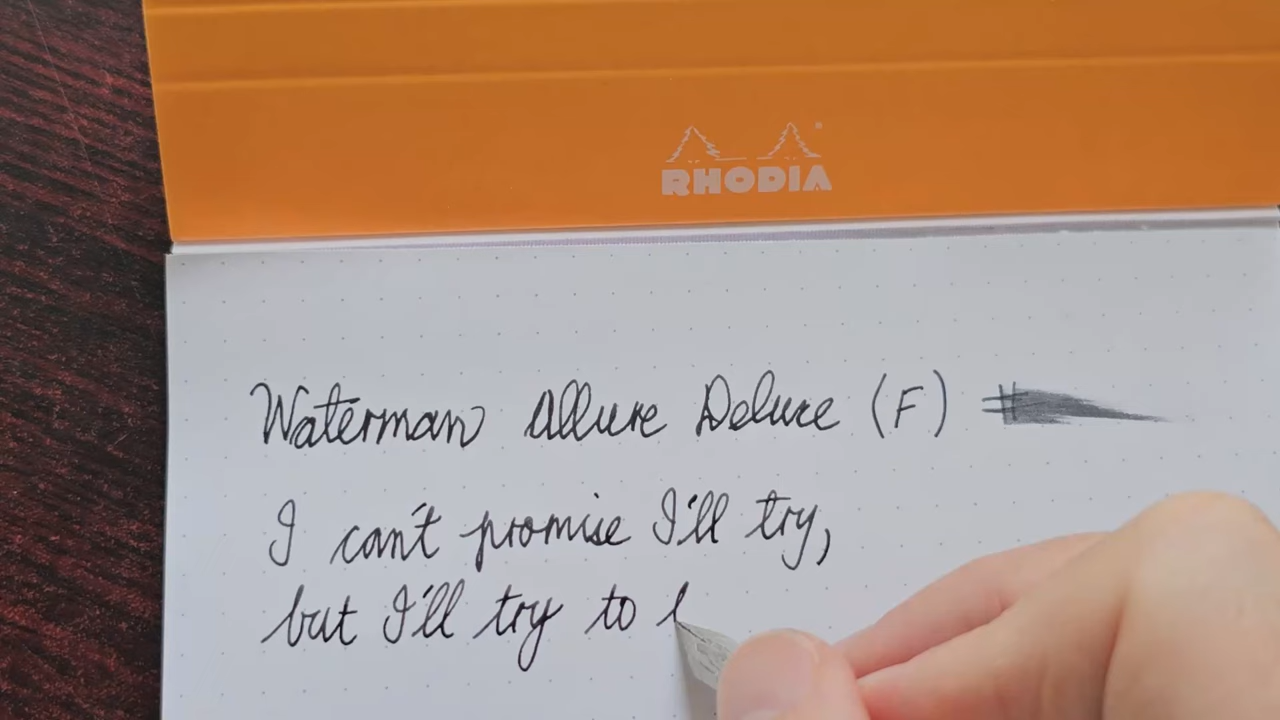 RHODIA
Waterman Allure Deluxe (F) #
I can't promise I'll try,
but I'll try to